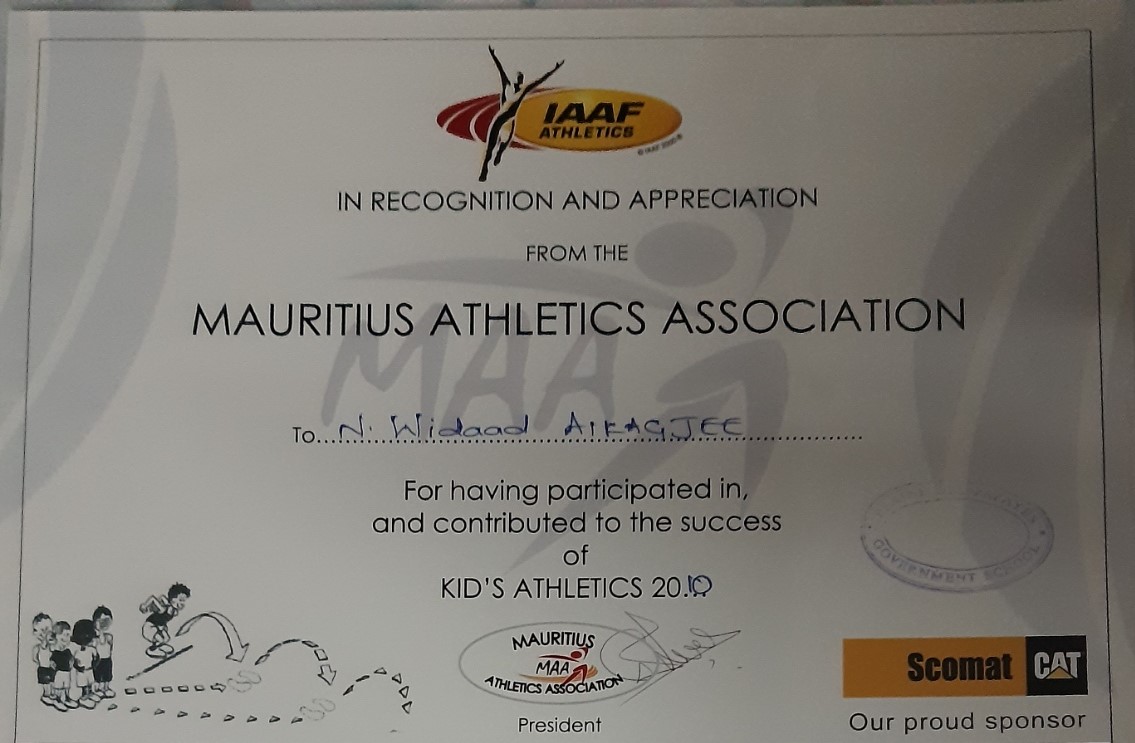 IAAF
ATHLETICS
IN RECOGNITION AND APPRECIATION
FROM THE
MAURITIUS ATHLETICS ASSOCIATION
MAA
To N. Widaad AIRAGJEE
For having participated in,
and contributed to the success
of
KID'S ATHLETICS 20.10
GOVERNMENT SCHOOL
MAURITIUS
MAA
ATHLETICS ASSOCIATION
President
Scomat CAT
Our proud sponsor